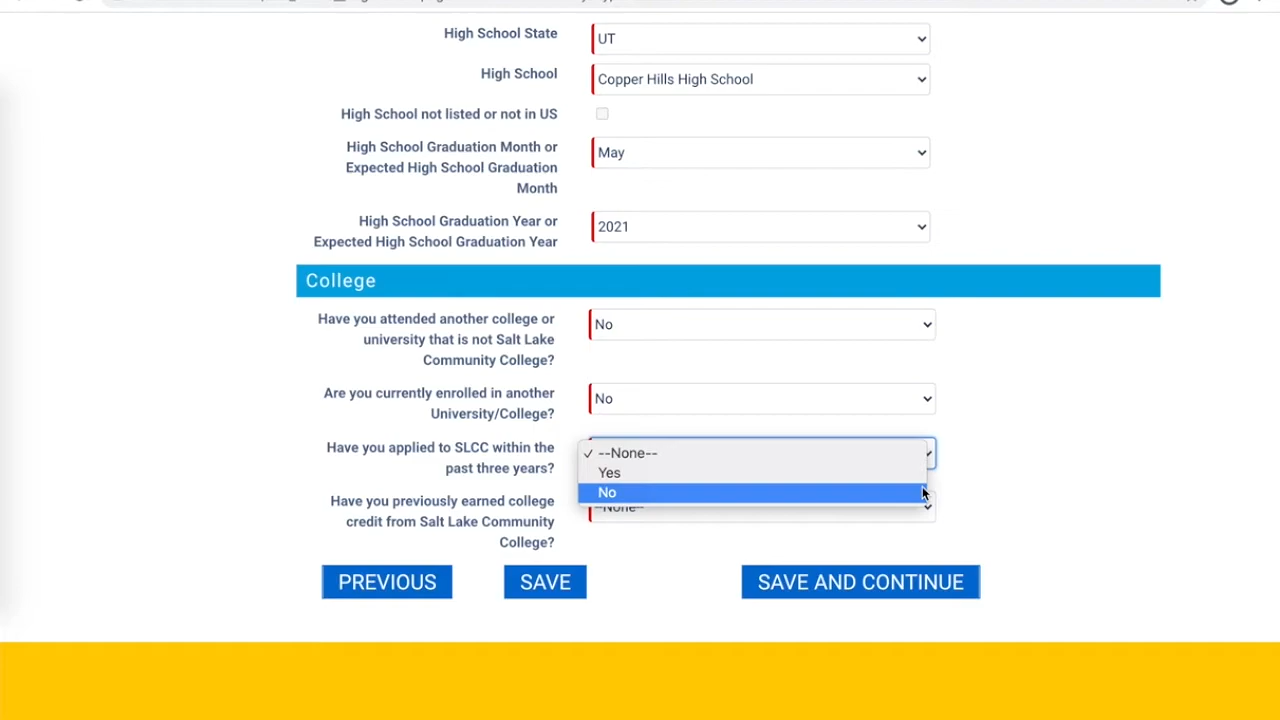 High School State
UT
High School
Copper Hills High School
High School not listed or not in US
High School Graduation Month or
Expected High School Graduation
Month
May
High School Graduation Year or
Expected High School Graduation Year
2021
College
Have you attended another college or
university that is not Salt Lake
Community College?
No
Are you currently enrolled in another
University/College?
No
Have you applied to SLCC within the
past three years?
--None--
Yes
No
Have you previously earned college
credit from Salt Lake Community
College?
--None--
PREVIOUS
SAVE
SAVE AND CONTINUE